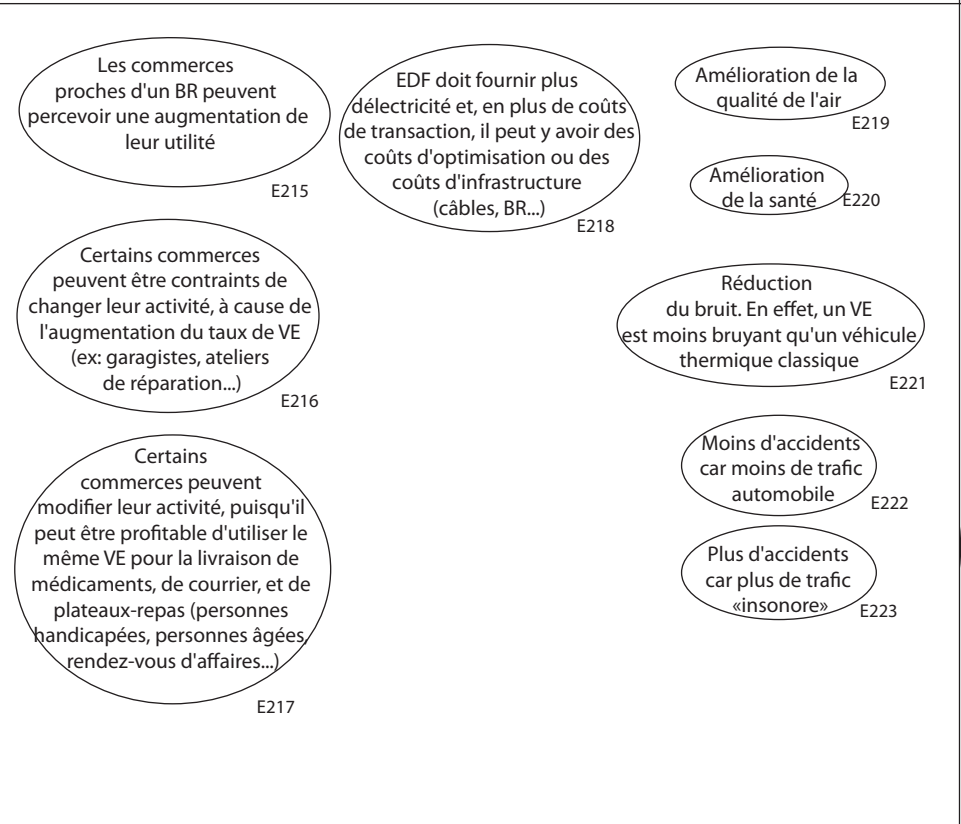 Les commerces
proches d'un BR peuvent
percevoir une augmentation de
leur utilité
E215
Certains commerces
peuvent être contraints de
changer leur activité, à cause de
l'augmentation du taux de VE
(ex: garagistes, ateliers
de réparation...)
E216
Certains
commerces peuvent
modifier leur activité, puisqu'il
peut être profitable d'utiliser le
même VE pour la livraison de
médicaments, de courrier, et de
plateaux-repas (personnes
handicapées, personnes âgées,
rendez-vous d'affaires...)
E217
EDF doit fournir plus
délectricité et, en plus de coûts
de transaction, il peut y avoir des
coûts d'optimisation ou des
coûts d'infrastructure
(câbles, BR...)
E218
Amélioration de la
qualité de l'air
E219
Amélioration
de la santé
E220
Réduction
du bruit. En effet, un VE
est moins bruyant qu'un véhicule
thermique classique
E221
Moins d'accidents
car moins de trafic
automobile
E222
Plus d'accidents
car plus de trafic
«insonore»
E223